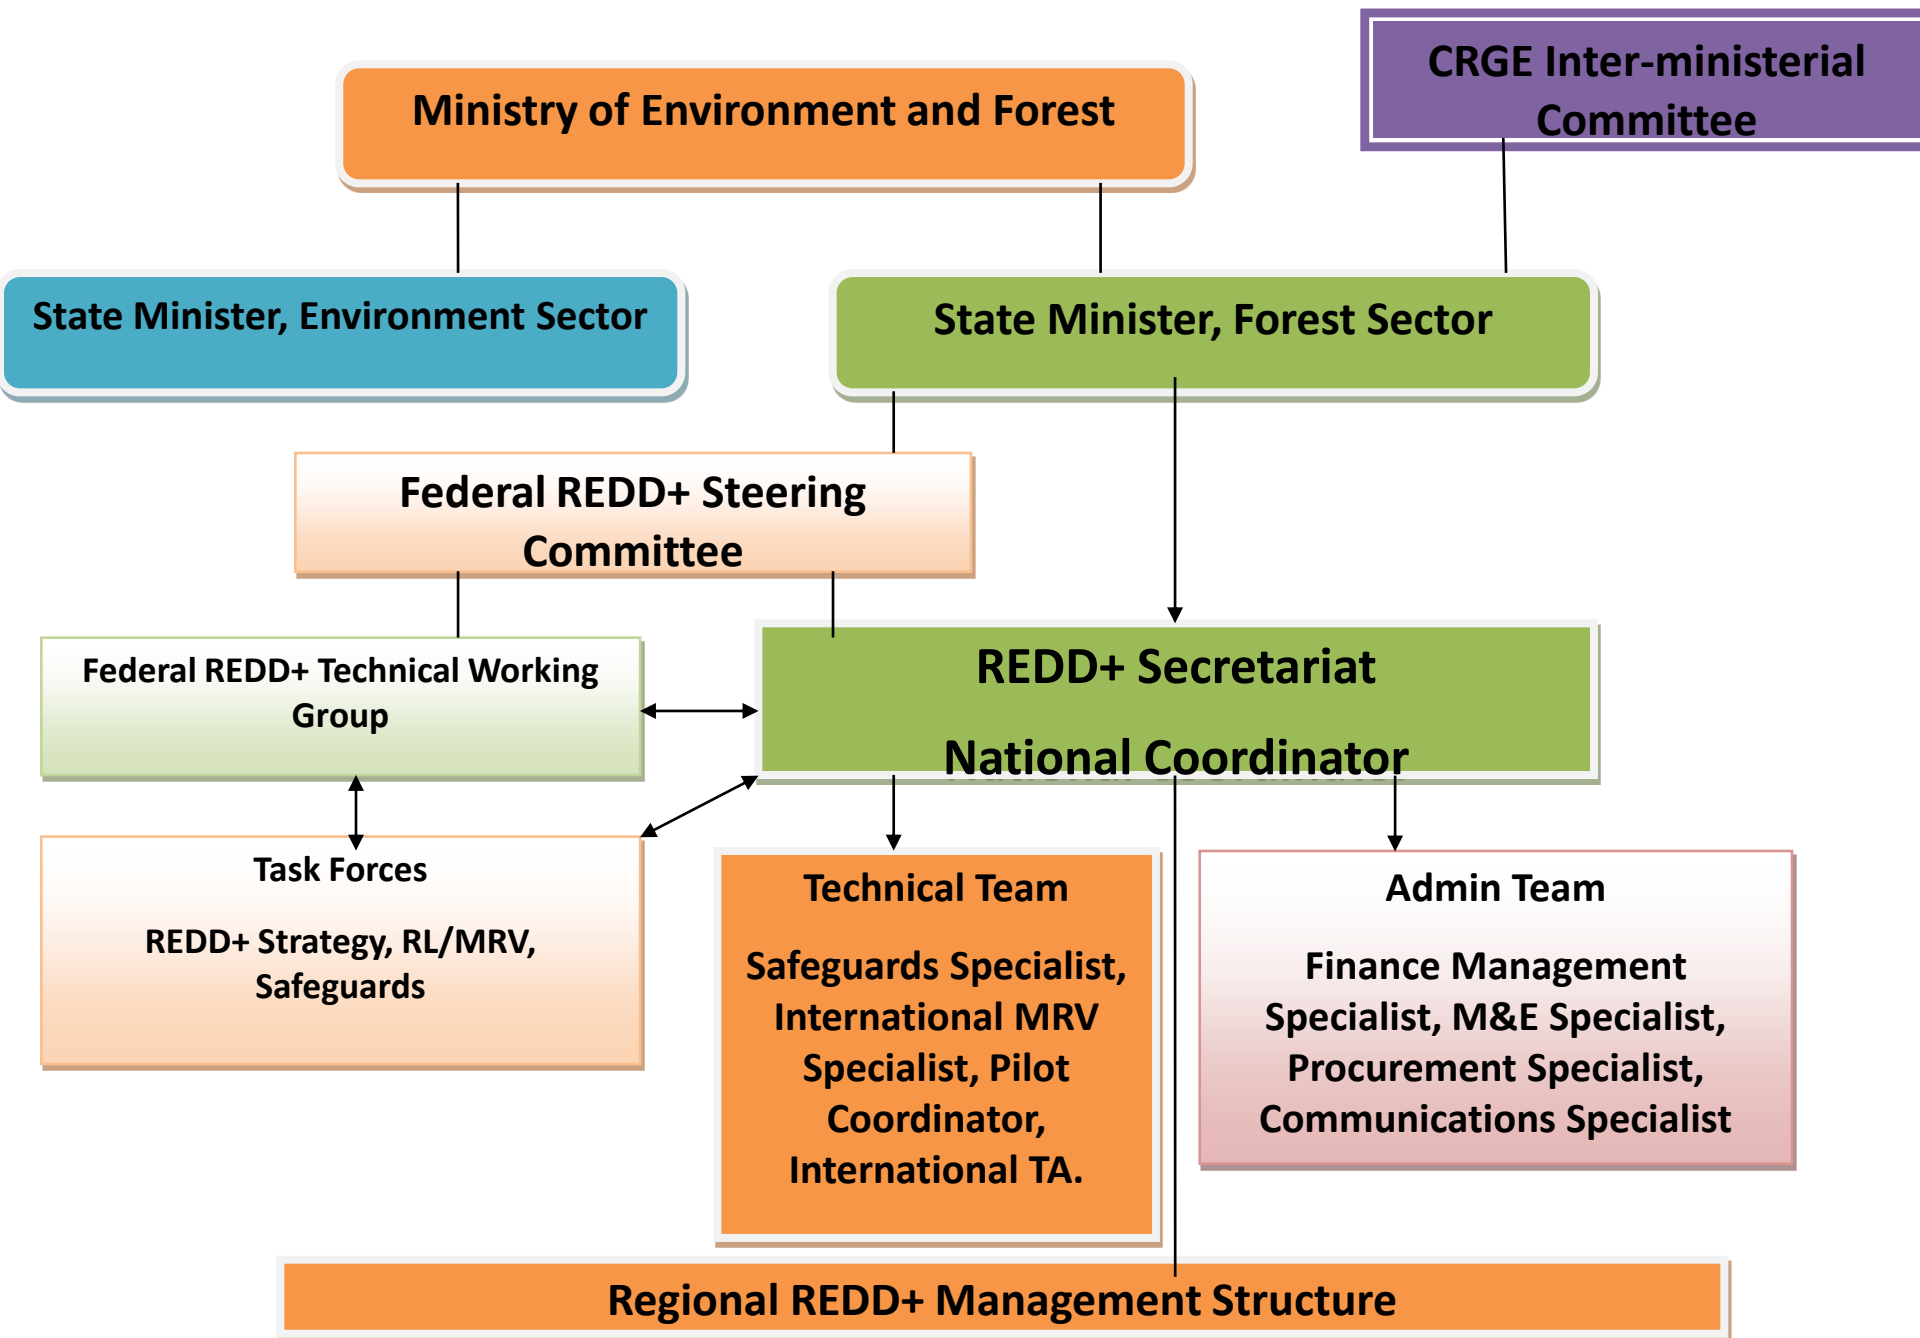 CRGE Inter-ministerial
Committee
Ministry of Environment and Forest
State Minister, Environment Sector
State Minister, Forest Sector
Federal REDD+ Steering
Committee
Federal REDD+ Technical Working
Group
REDD+ Secretariat
National Coordinator
Task Forces
REDD+ Strategy, RL/MRV,
Safeguards
Technical Team
Safeguards Specialist,
International MRV
Specialist, Pilot
Coordinator,
International TA.
Admin Team
Finance Management
Specialist, M&E Specialist,
Procurement Specialist,
Communications Specialist
Regional REDD+ Management Structure